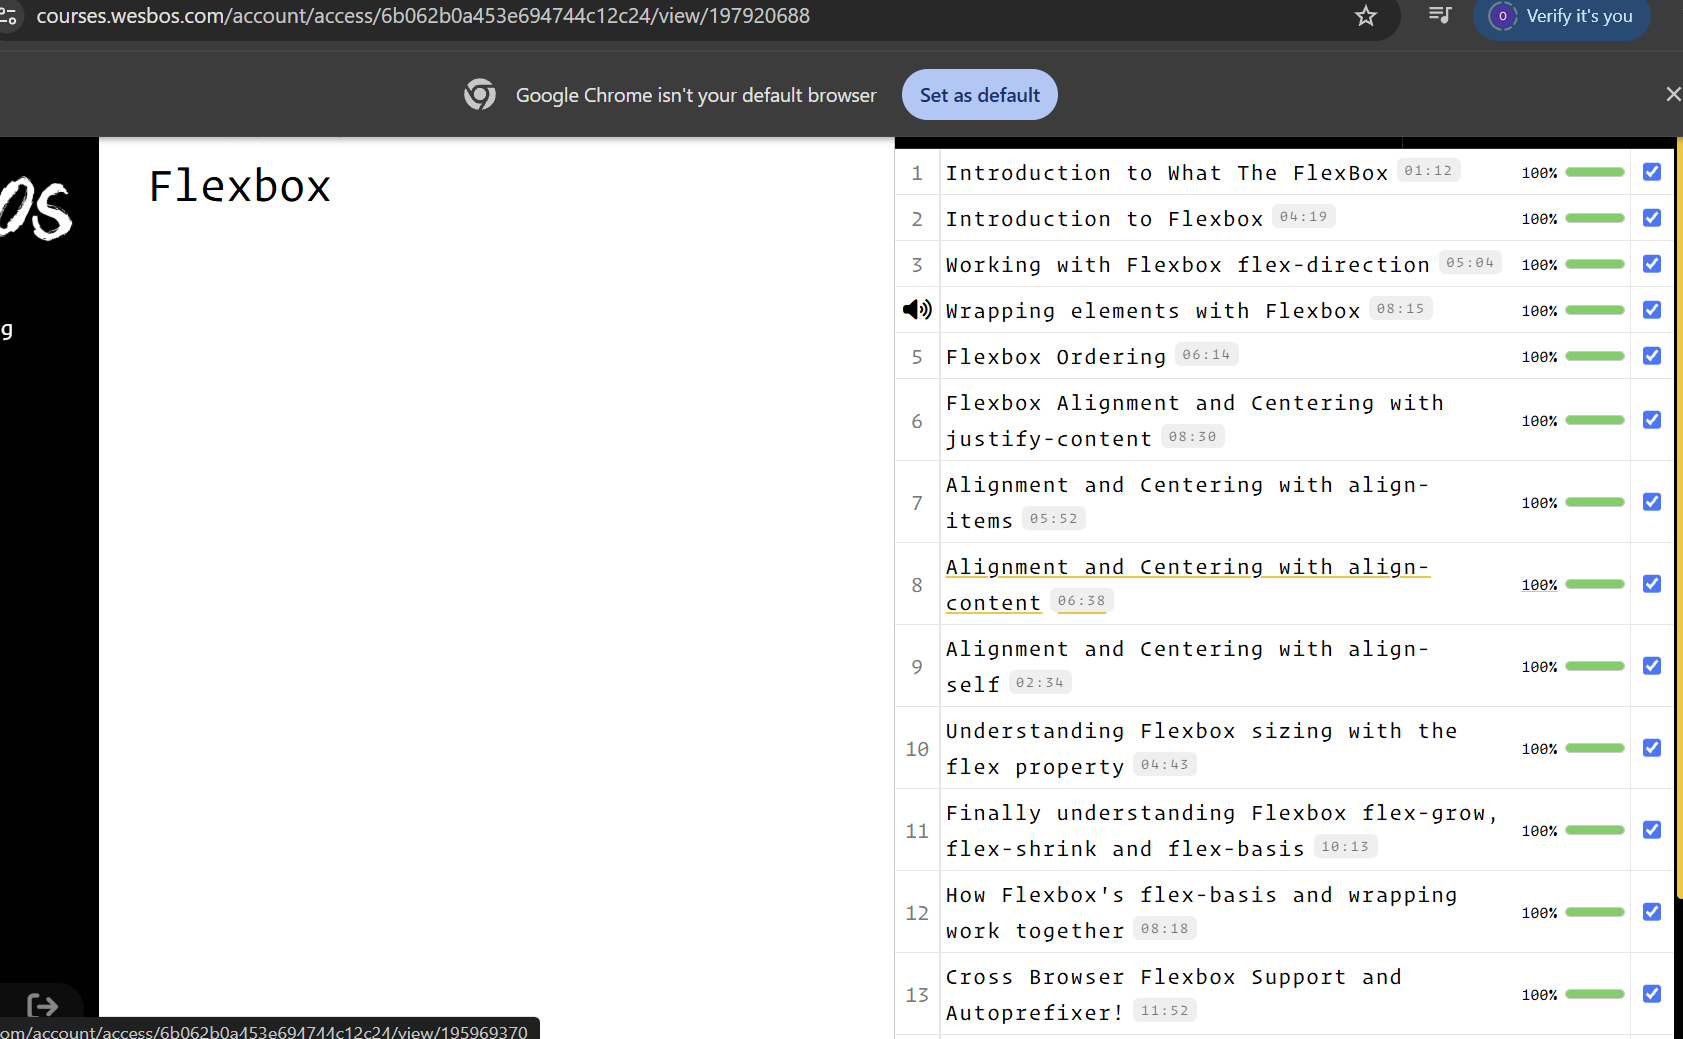 courses.wesbos.com/account/access/6b062b0a453e694744c12c24/view/197920688
O
Verify it's you
Google Chrome isn't your default browser
Set as default
OS
g
Flexbox
1 Introduction to What The FlexBox 01:12 100%
2 Introduction to Flexbox 04:19 100%
3 Working with Flexbox flex-direction 05:04 100%
Wrapping elements with Flexbox 08:15 100%
5 Flexbox Ordering 06:14 100%
6 Flexbox Alignment and Centering with
justify-content 08:30 100%
7 Alignment and Centering with align-
items 05:52 100%
8 Alignment and Centering with align-
content 06:38 100%
9 Alignment and Centering with align-
self 02:34 100%
10 Understanding Flexbox sizing with the
flex property 04:43 100%
11 Finally understanding Flexbox flex-grow,
flex-shrink and flex-basis 10:13 100%
12 How Flexbox's flex-basis and wrapping
work together 08:18 100%
13 Cross Browser Flexbox Support and
Autoprefixer! 11:52 100%
om/account/access/6b062b0a453e694744c12c24/view/195969370